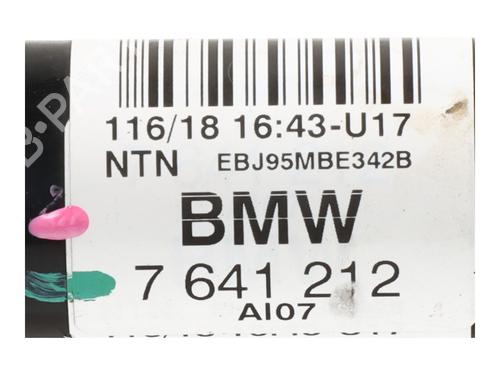 116/18 16:43-U17
NTN EBJ95MBE342B
BMW
7 641 212
AI07